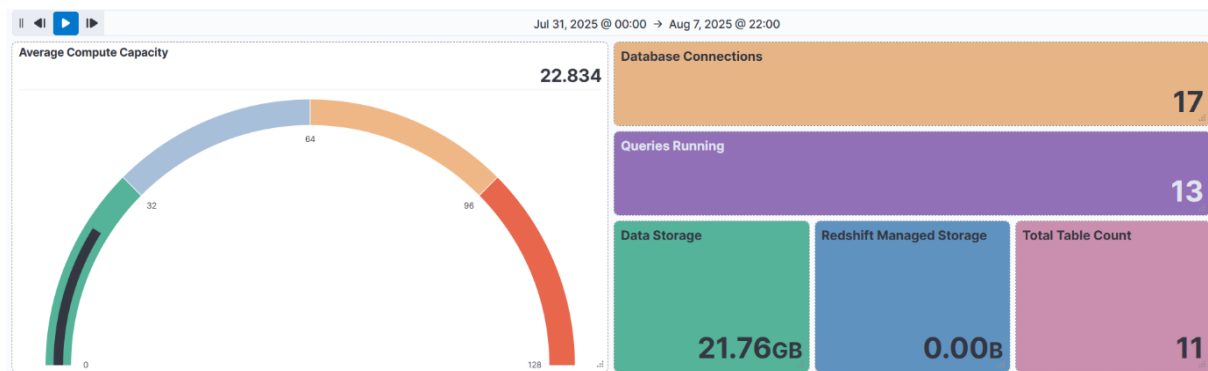 Jul 31, 2025 @ 00:00 → Aug 7, 2025 @ 22:00
Average Compute Capacity
22.834
0
32
64
96
128
Database Connections
17
Queries Running
13
Data Storage
21.76GB
Redshift Managed Storage
0.00B
Total Table Count
11